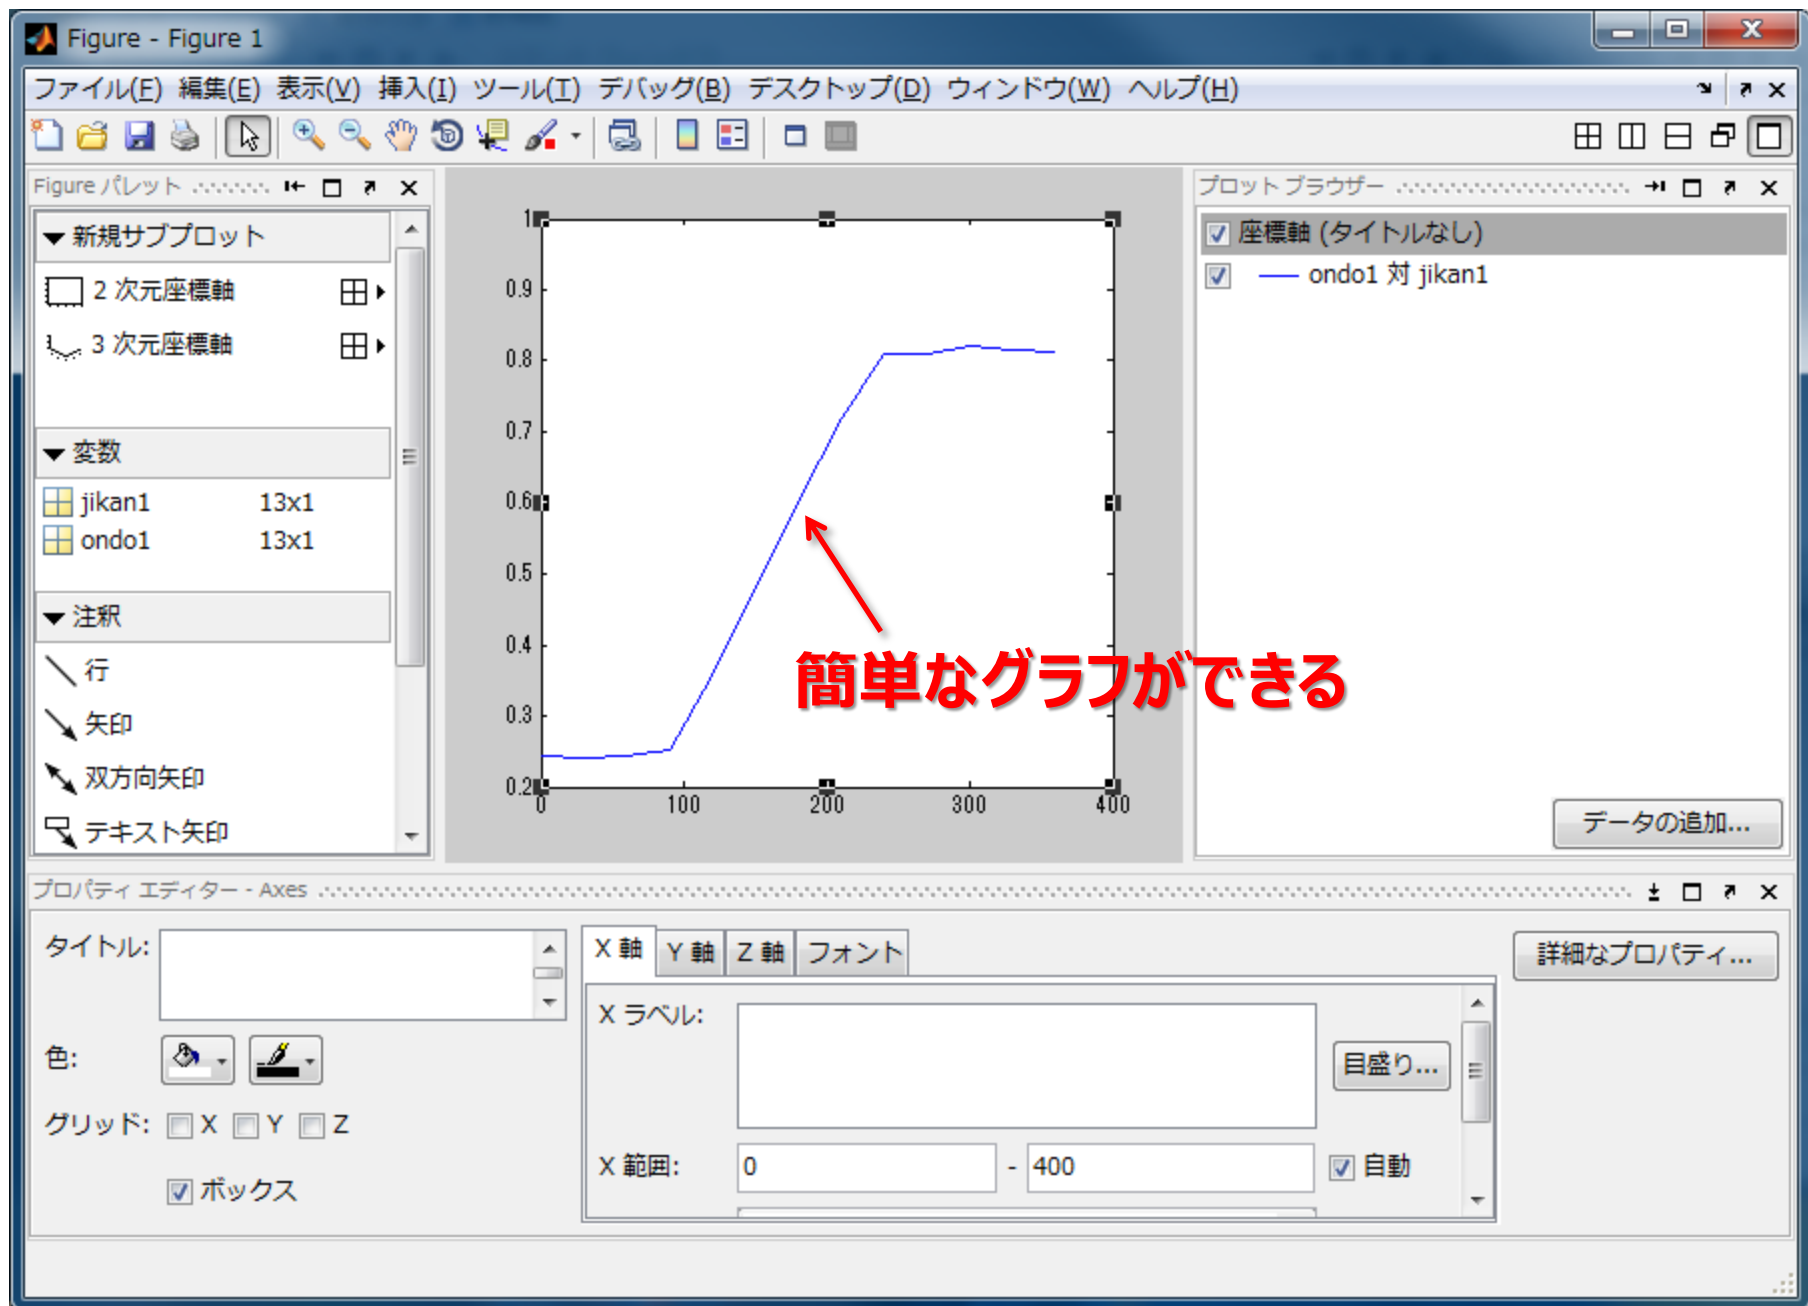 Figure - Figure 1
ファイル(F) 編集(E) 表示(V) 挿入(I) ツール(T) デバッグ(B) デスクトップ(D) ウィンドウ(W) ヘルプ(H)
Figure パレット
新規サブプロット
2 次元座標軸
3 次元座標軸
変数
jikan1 13x1
ondo1 13x1
注釈
行
矢印
双方向矢印
テキスト矢印
1
0.9
0.8
0.7
0.6
0.5
0.4
0.3
0.2
0 100 200 300 400
簡単なグラフができる
プロット ブラウザー
座標軸 (タイトルなし)
ondo1 対 jikan1
データの追加...
プロパティ エディター - Axes
タイトル:
色:
グリッド: X Y Z
ボックス
X 軸 Y 軸 Z 軸 フォント
X ラベル:
目盛り...
X 範囲: 0 - 400 自動
詳細なプロパティ...